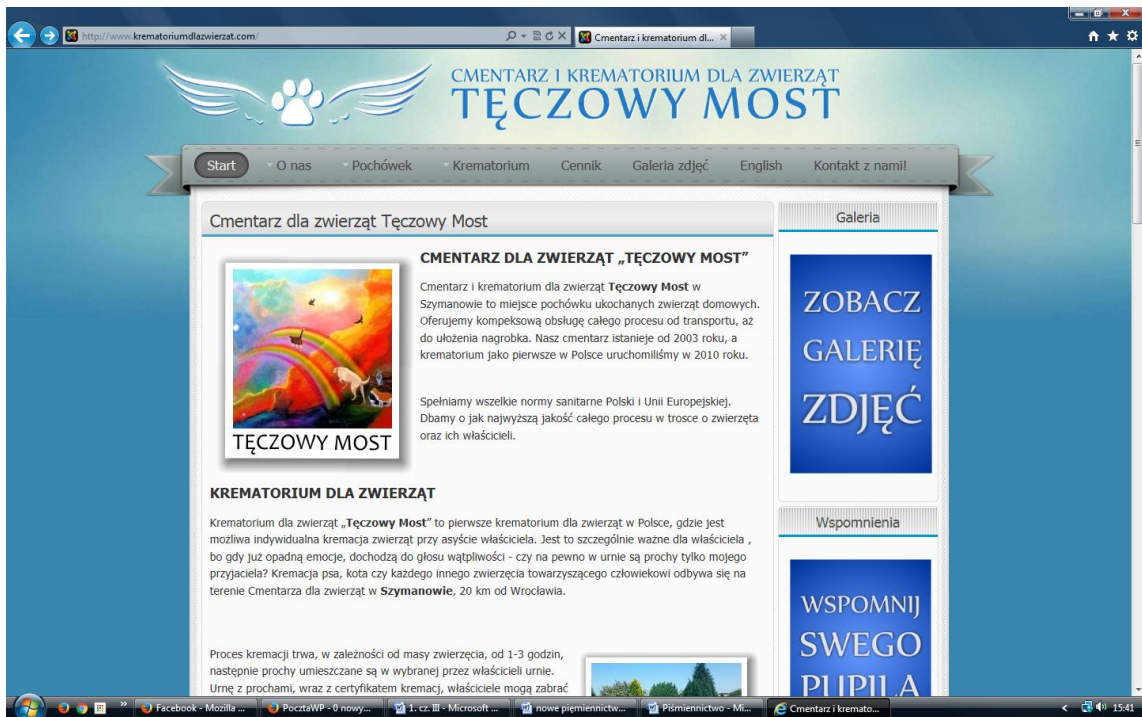 http://www.krematoriumdlazwierzat.com/
Cmentarz i krematorium dl...
CMENTARZ I KREMATORIUM DLA ZWIERZĄT
TĘCZOWY MOST
Start O nas Pochówek Krematorium Cennik Galeria zdjęć English Kontakt z nami!
Cmentarz dla zwierząt Tęczowy Most
CMENTARZ DLA ZWIERZĄT „TĘCZOWY MOST”
Cmentarz i krematorium dla zwierząt Tęczowy Most w
Szymanowie to miejsce pochówku ukochanych zwierząt domowych.
Oferujemy kompeksową obsługę całego procesu od transportu, aż
do ułożenia nagrobka. Nasz cmentarz istanieje od 2003 roku, a
krematorium jako pierwsze w Polsce uruchomiliśmy w 2010 roku.
Spełniamy wszelkie normy sanitarne Polski i Unii Europejskiej.
Dbamy o jak najwyższą jakość całego procesu w trosce o zwierzęta
oraz ich właścicieli.
TĘCZOWY MOST
KREMATORIUM DLA ZWIERZĄT
Krematorium dla zwierząt „Tęczowy Most” to pierwsze krematorium dla zwierząt w Polsce, gdzie jest
możliwa indywidualna kremacja zwierząt przy asyście właściciela. Jest to szczególnie ważne dla właściciela ,
bo gdy już opadną emocje, dochodzą do głosu wątpliwości - czy na pewno w urnie są prochy tylko mojego
przyjaciela? Kremacja psa, kota czy każdego innego zwierzęcia towarzyszącego człowiekowi odbywa się na
terenie Cmentarza dla zwierząt w Szymanowie, 20 km od Wrocławia.
Proces kremacji trwa, w zależności od masy zwierzęcia, od 1-3 godzin,
następnie prochy umieszczane są w wybranej przez właścicieli urnie.
Urnę z prochami, wraz z certyfikatem kremacj, właściciele mogą zabrać
Galeria
ZOBACZ
GALERIĘ
ZDJĘĆ
Wspomnienia
WSPOMNIJ
SWEGO
PUPILA
Facebook - Mozilla ... PocztaWP - 0 nowy... 1. cz. III - Microsoft ... nowe pięmiennictw... Piśmiennictwo - Mi... Cmentarz i kremato... 15:41